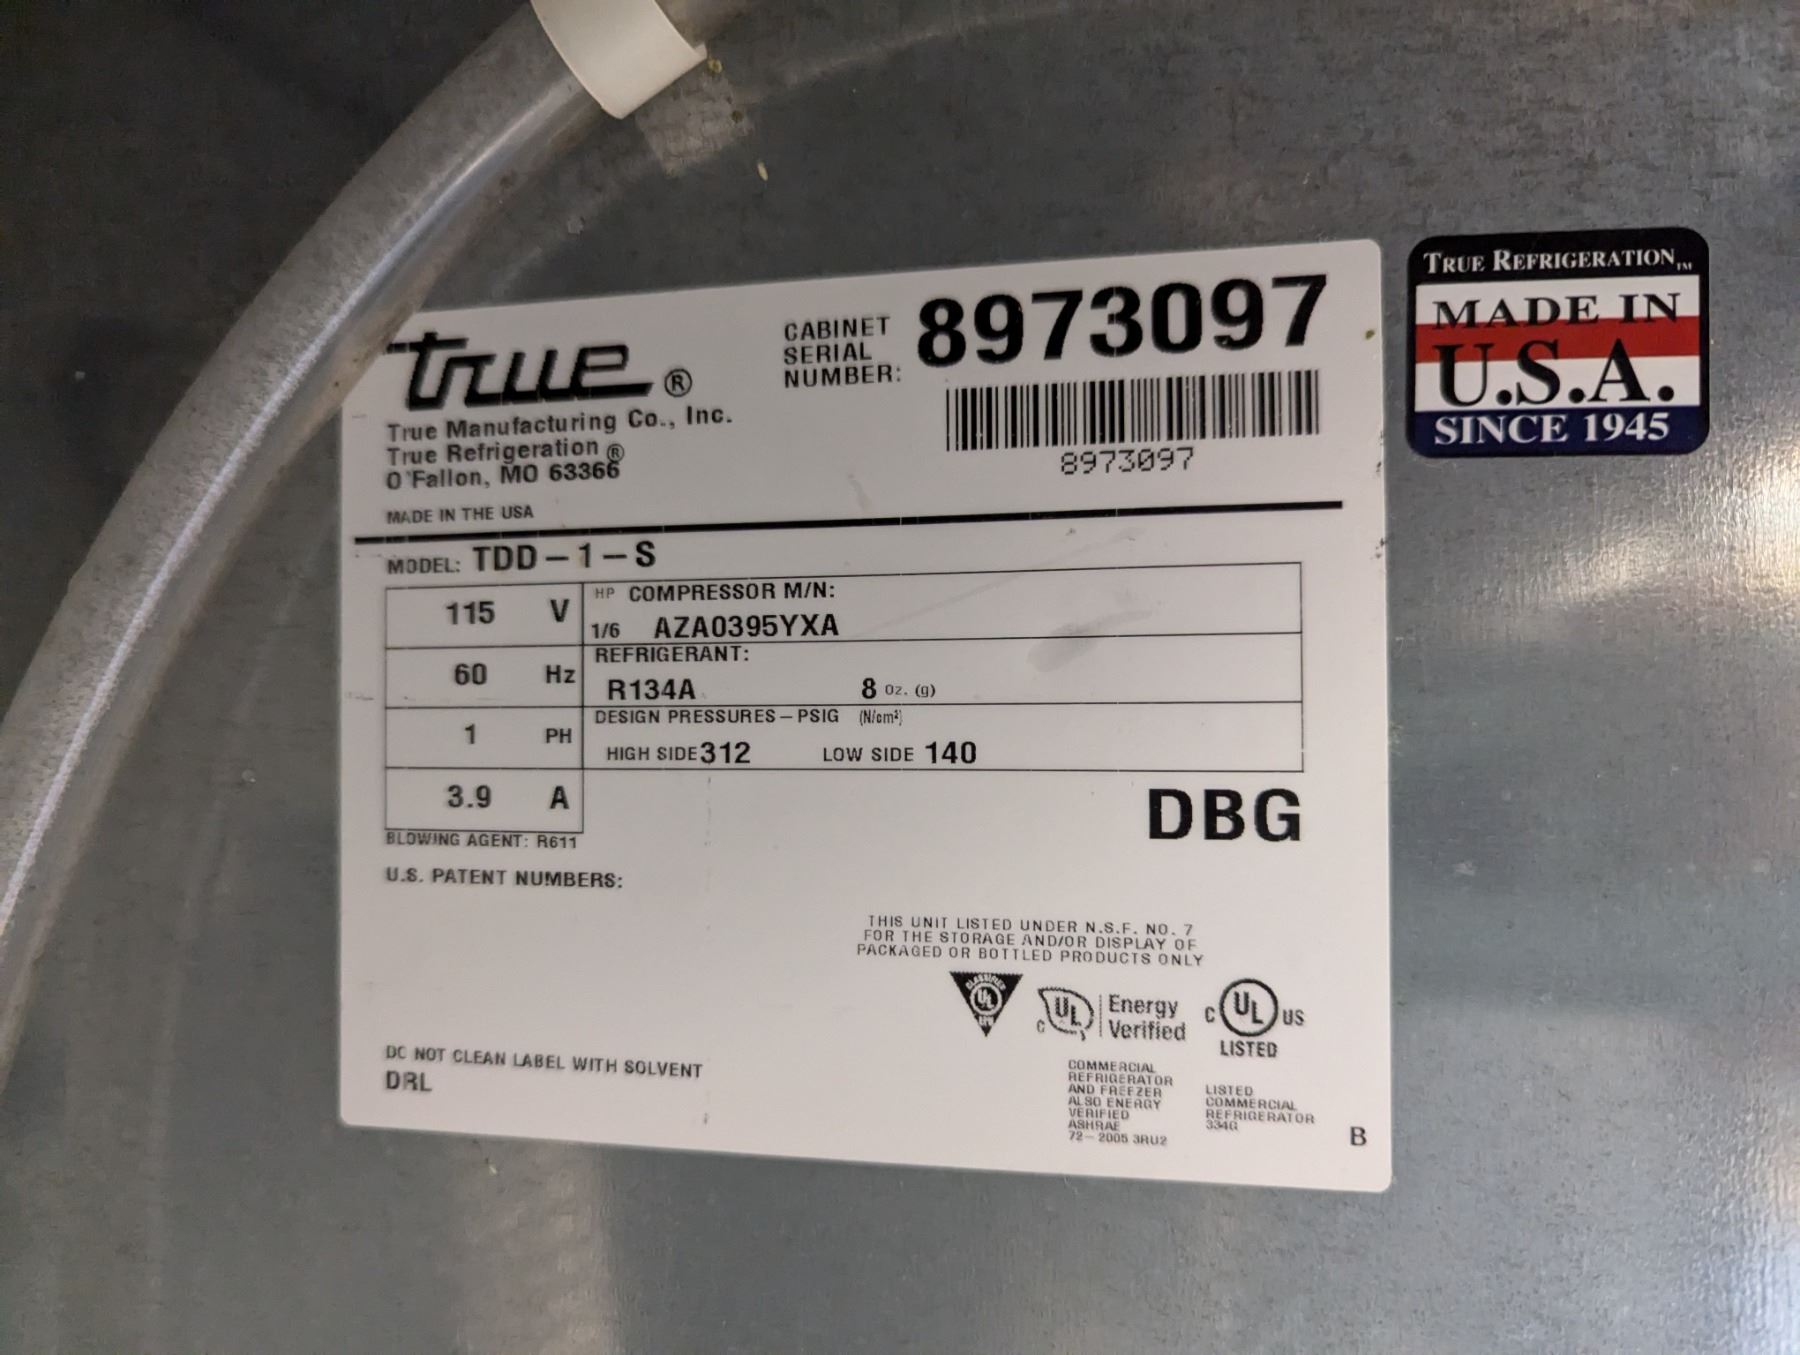 true ®
True Manufacturing Co., Inc.
True Refrigeration ®
O'Fallon, MO 63366
MADE IN THE USA
CABINET
SERIAL
NUMBER: 8973097
8973097
MODEL: TDD-1-S
115 V
60 Hz
1 PH
3.9 A
HP COMPRESSOR M/N:
1/6 AZA0395YXA
REFRIGERANT:
R134A 8 OZ. (g)
DESIGN PRESSURES-PSIG (N/cm²)
HIGH SIDE 312 LOW SIDE 140
BLOWING AGENT: R611
DBG
U.S. PATENT NUMBERS:
THIS UNIT LISTED UNDER N.S.F. NO. 7
FOR THE STORAGE AND/OR DISPLAY OF
PACKAGED OR BOTTLED PRODUCTS ONLY
CLASSIFIED
UL
EPH
C UL Energy
Verified
COMMERCIAL
REFRIGERATOR
AND FREEZER
ALSO ENERGY
VERIFIED
ASHRAE
72-2005 3RU2
C UL US
LISTED
LISTED
COMMERCIAL
REFRIGERATOR
334G
DO NOT CLEAN LABEL WITH SOLVENT
DRL
B
TRUE REFRIGERATION TM
MADE IN
U.S.A.
SINCE 1945